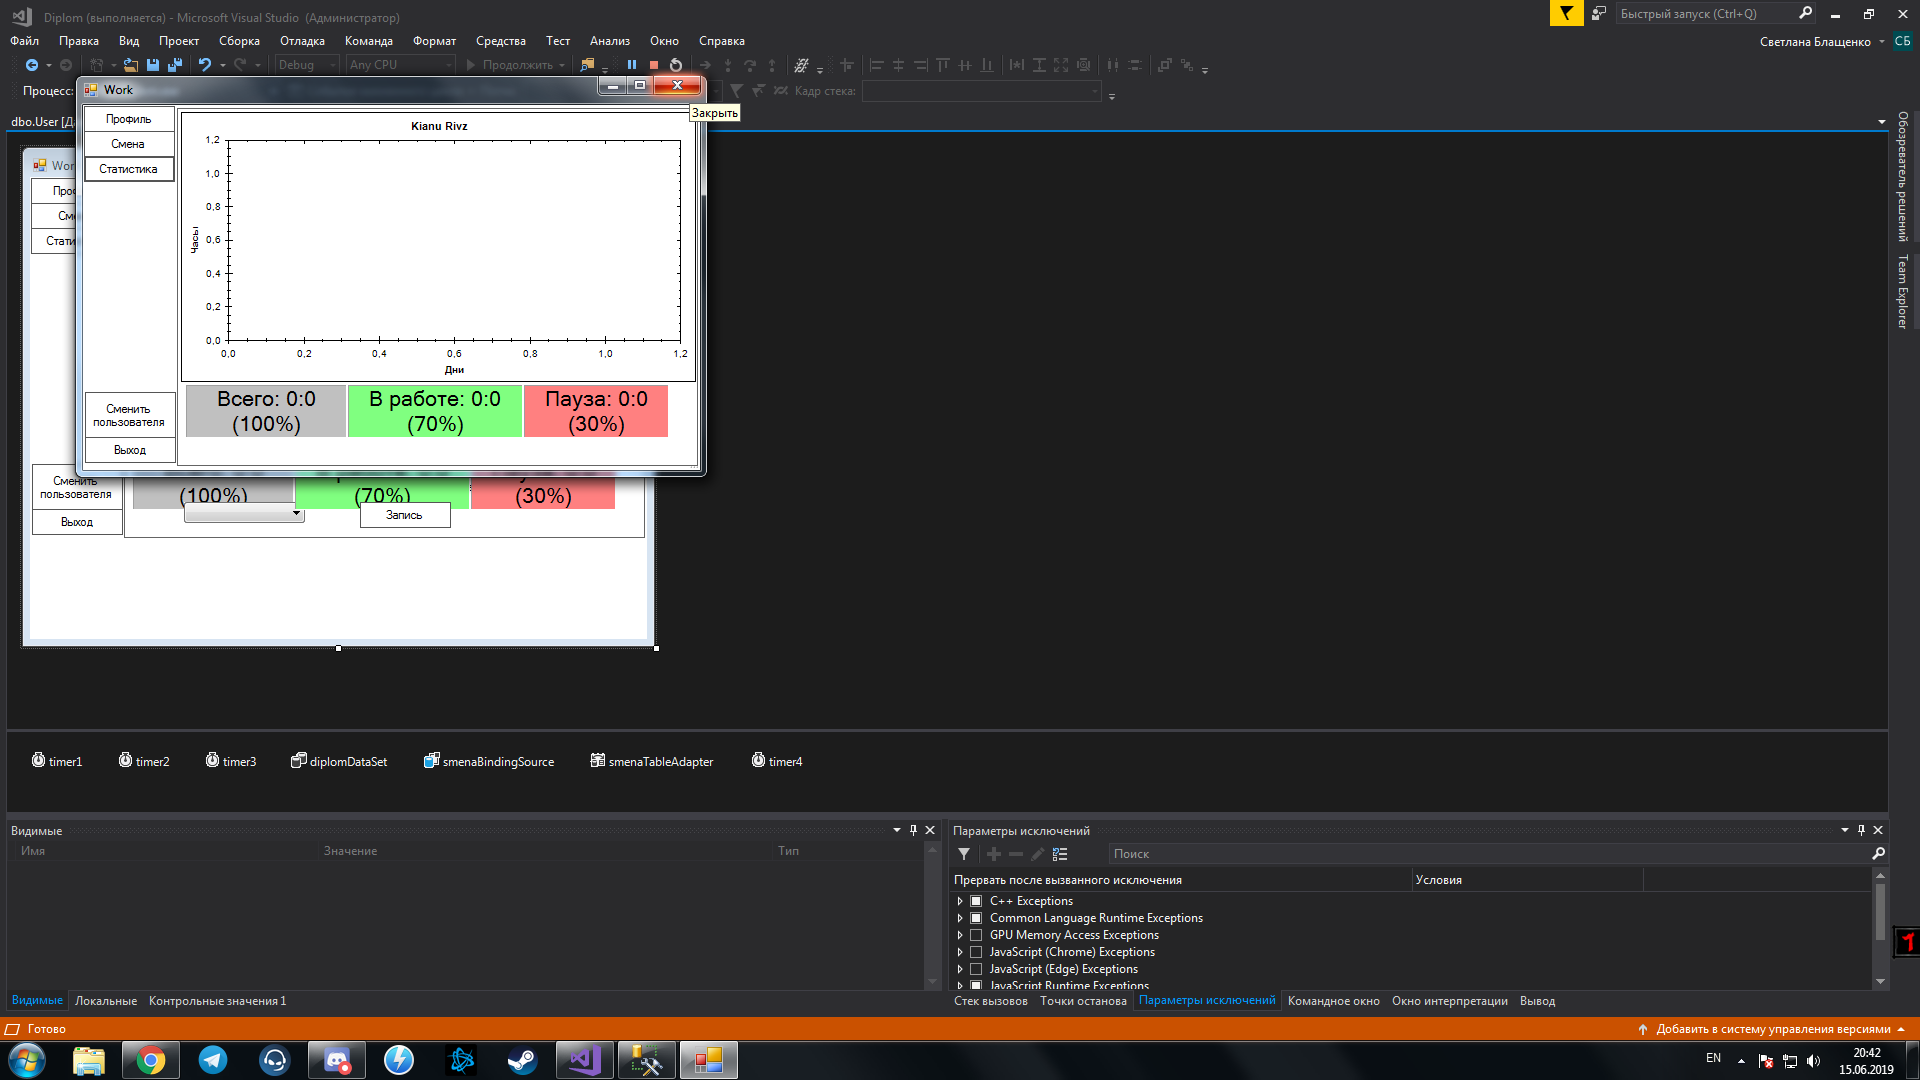 Diplom (выполняется) - Microsoft Visual Studio (Администратор)
Быстрый запуск (Ctrl+Q)
Файл Правка Вид Проект Сборка Отладка Команда Формат Средства Тест Анализ Окно Справка
Светлана Блащенко СБ
Debug Any CPU Продолжить
Процесс:
Кадр стека:
dbo.User [Д
Work
Закрыть
Профиль
Смена
Статистика
Сменить
пользователя
Выход
Kianu Rivz
Часы
1,2
1,0
0,8
0,6
0,4
0,2
0,0
0,0 0,2 0,4 0,6 0,8 1,0 1,2
Дни
Всего: 0:0
(100%)
В работе: 0:0
(70%)
Пауза: 0:0
(30%)
Wor
Про
См
Стати
Сменить
пользователя
Выход
(100%)
(70%)
(30%)
Запись
Обозреватель решений
Team Explorer
timer1 timer2 timer3 diplomDataSet smenaBindingSource smenaTableAdapter timer4
Видимые
Имя Значение Тип
Видимые Локальные Контрольные значения 1
Параметры исключений
Поиск
Прервать после вызванного исключения Условия
C++ Exceptions
Common Language Runtime Exceptions
GPU Memory Access Exceptions
JavaScript (Chrome) Exceptions
JavaScript (Edge) Exceptions
JavaScript Runtime Exceptions
Стек вызовов Точки останова Параметры исключений Командное окно Окно интерпретации Вывод
Готово
Добавить в систему управления версиями
EN
20:42
15.06.2019